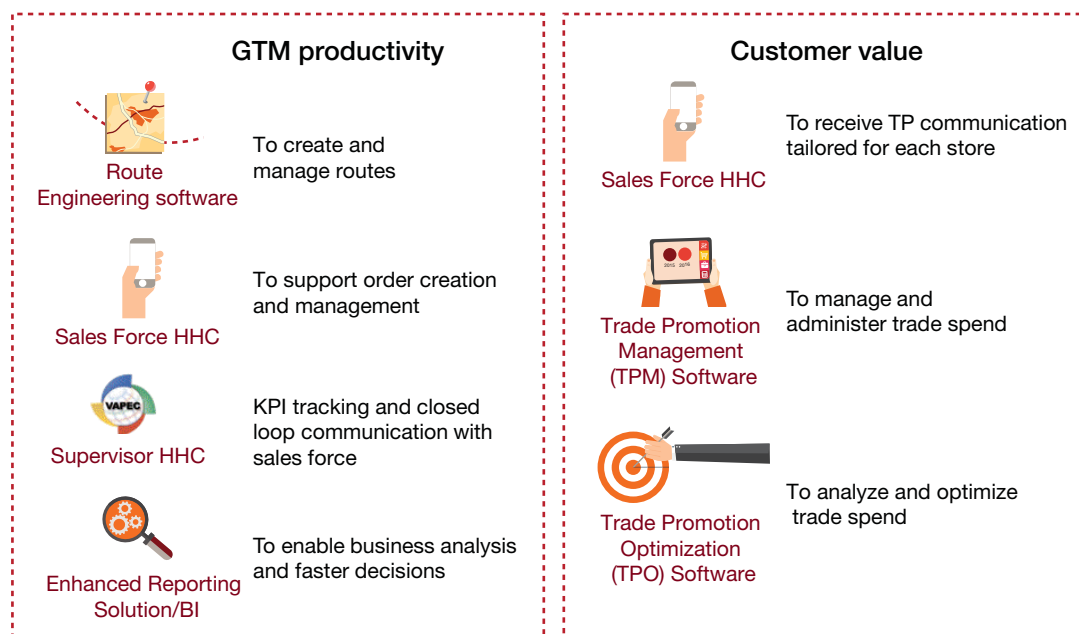 GTM productivity
Route
Engineering software
To create and
manage routes
Sales Force HHC
To support order creation
and management
VAPEC
Supervisor HHC
KPI tracking and closed
loop communication with
sales force
Enhanced Reporting
Solution/BI
To enable business analysis
and faster decisions
Customer value
Sales Force HHC
To receive TP communication
tailored for each store
2015 2016
Trade Promotion
Management
(TPM) Software
To manage and
administer trade spend
Trade Promotion
Optimization
(TPO) Software
To analyze and optimize
trade spend